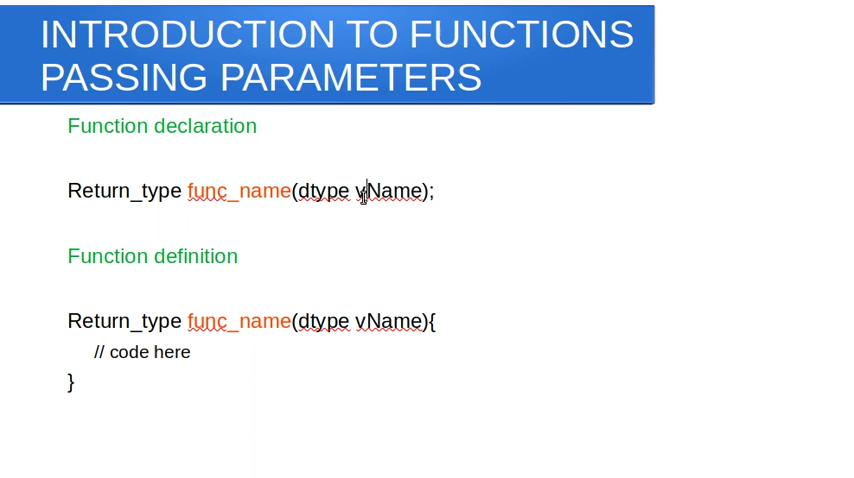 INTRODUCTION TO FUNCTIONS
PASSING PARAMETERS
Function declaration
Return_type func_name(dtype vName);
Function definition
Return_type func_name(dtype vName){
// code here
}